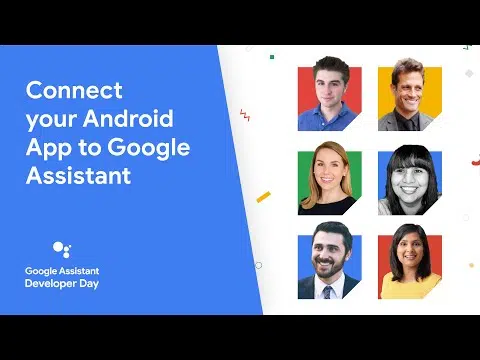 Connect
your Android
App to Google
Assistant
Google Assistant
Developer Day